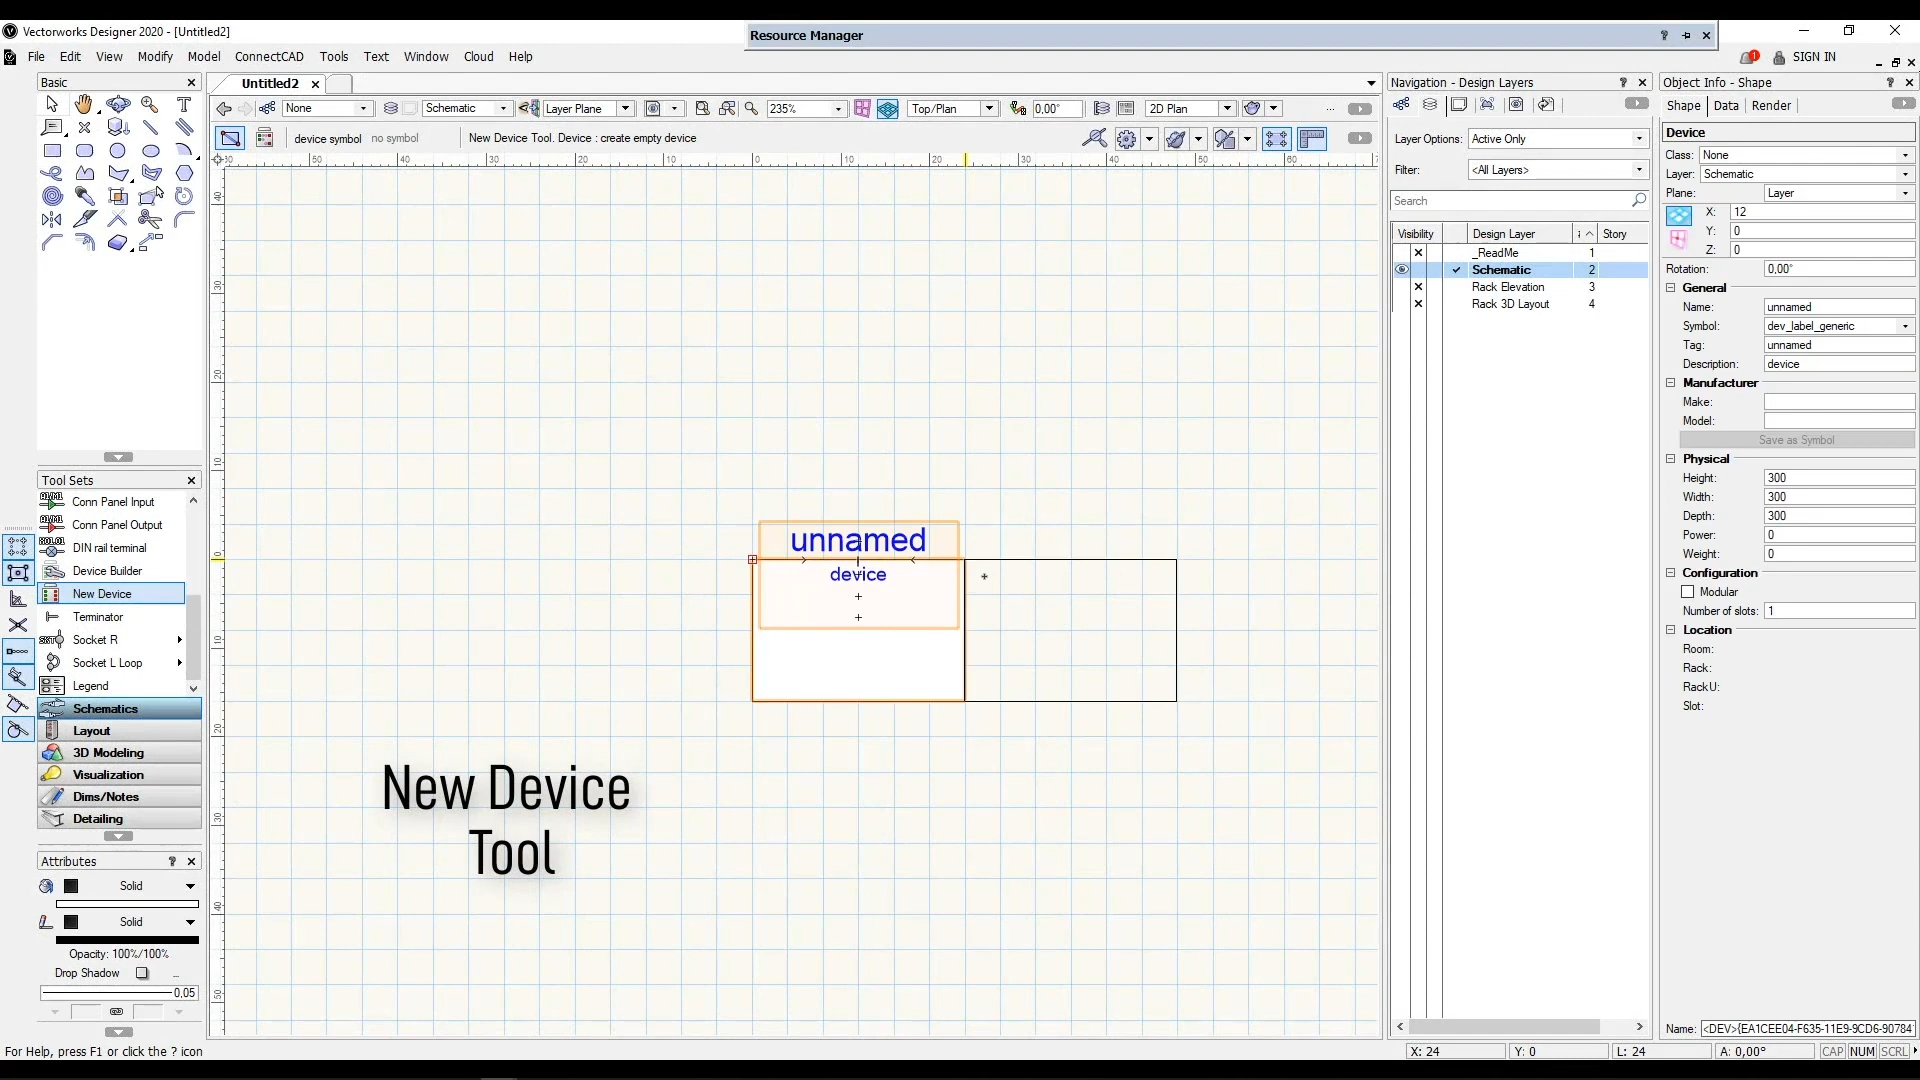 Vectorworks Designer 2020 - [Untitled2]
Resource Manager
File Edit View Modify Model ConnectCAD Tools Text Window Cloud Help
SIGN IN
Basic
Untitled2
None
Schematic
Layer Plane
235%
Top/Plan
0,00°
2D Plan
device symbol no symbol
New Device Tool. Device : create empty device
Tool Sets
Conn Panel Input
Conn Panel Output
DIN rail terminal
Device Builder
New Device
Terminator
Socket R
Socket L Loop
Legend
Schematics
Layout
3D Modeling
Visualization
Dims/Notes
Detailing
Attributes
Solid
Solid
Opacity: 100%/100%
Drop Shadow
0,05
unnamed
device
New Device
Tool
Navigation - Design Layers
Layer Options: Active Only
Filter: <All Layers>
Search
Visibility Design Layer Story
_ReadMe 1
Schematic 2
Rack Elevation 3
Rack 3D Layout 4
Object Info - Shape
Shape Data Render
Device
Class: None
Layer: Schematic
Plane: Layer
X: 12
Y: 0
Z: 0
Rotation: 0,00°
General
Name: unnamed
Symbol: dev_label_generic
Tag: unnamed
Description: device
Manufacturer
Make:
Model:
Save as Symbol
Physical
Height: 300
Width: 300
Depth: 300
Power: 0
Weight: 0
Configuration
Modular
Number of slots: 1
Location
Room:
Rack:
RackU:
Slot:
Name: <DEV>{EA1CEE04-F635-11E9-9CD6-90784
For Help, press F1 or click the ? icon
X: 24 Y: 0 L: 24 A: 0,00° CAP NUM SCRL